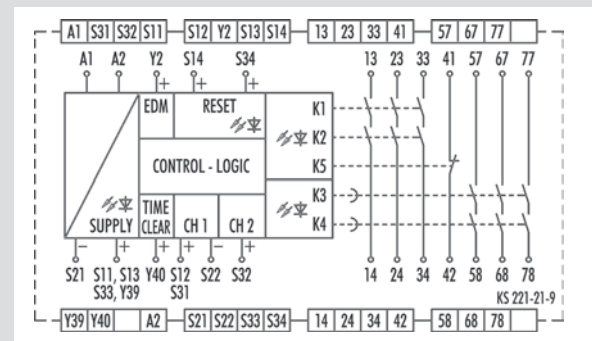 A1 S31 S32 S11 S12 Y2 S13 S14 13 23 33 41 57 67 77
A1 A2 Y2 S14 S34 13 23 33 41 57 67 77
+ + +
EDM RESET K1
K2
CONTROL - LOGIC K5
K3
SUPPLY TIME CLEAR CH 1 CH 2 K4
− + + + − +
S21 S11, S13 Y40 S12 S22 S32 14 24 34 42 58 68 78
S33, Y39 S31
KS 221-21-9
Y39 Y40 A2 S21 S22 S33 S34 14 24 34 42 58 68 78